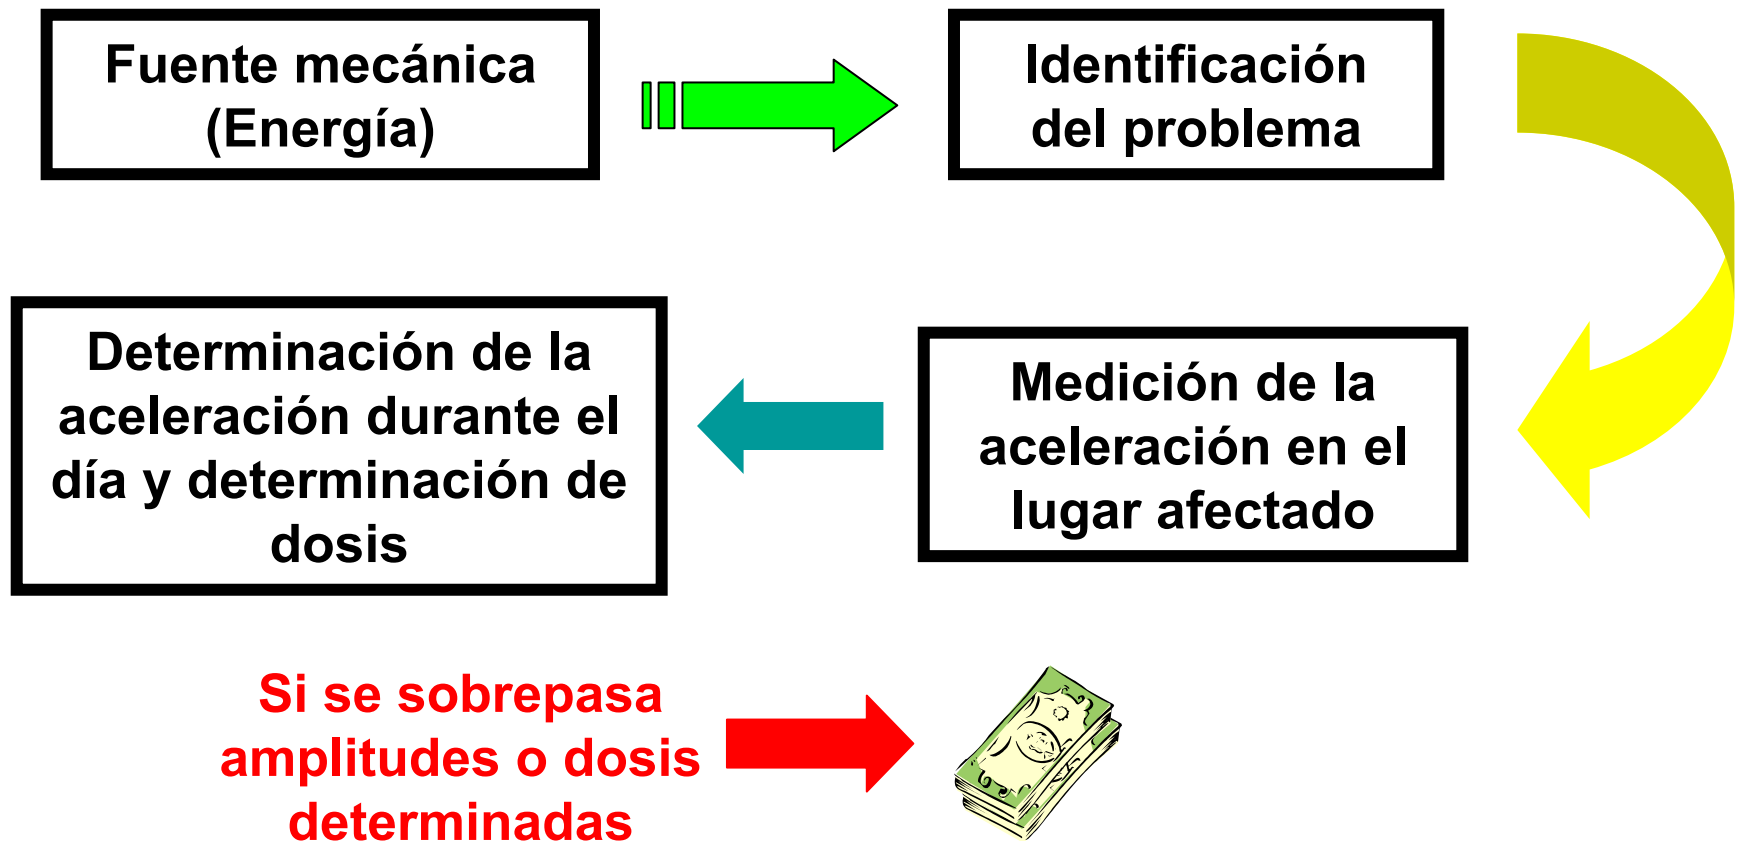 Fuente mecánica
(Energía)
Identificación
del problema
Medición de la
aceleración en el
lugar afectado
Determinación de la
aceleración durante el
día y determinación de
dosis
Si se sobrepasa
amplitudes o dosis
determinadas